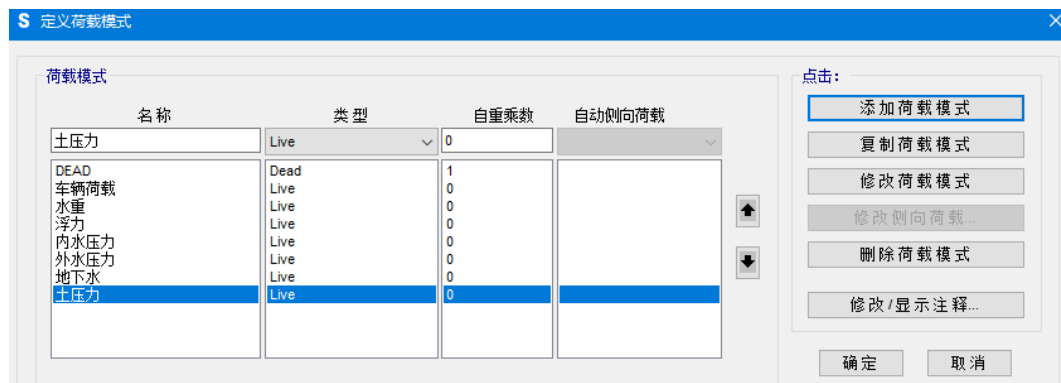 S 定义荷载模式
荷载模式
名称 类型 自重乘数 自动侧向荷载
土压力 Live 0
DEAD Dead 1
车辆荷载 Live 0
水重 Live 0
浮力 Live 0
内水压力 Live 0
外水压力 Live 0
地下水 Live 0
土压力 Live 0
点击:
添加荷载模式
复制荷载模式
修改荷载模式
修改侧向荷载...
删除荷载模式
修改/显示注释...
确定 取消